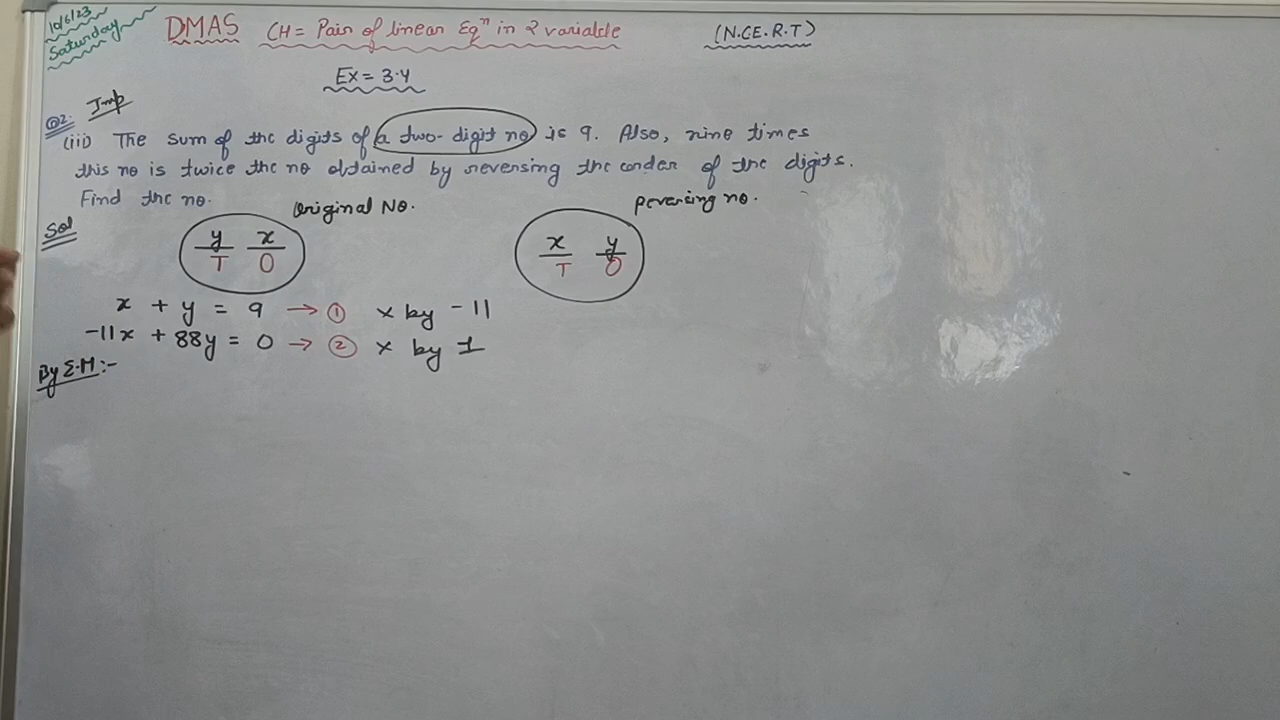 10/6/23
Saturday
DMAS CH = Pair of linear Eqⁿ in 2 variable (N.C.E.R.T)
Ex = 3.4
Q2. Imp
(iii) The sum of the digits of a two-digit no is 9. Also, nine times
this no is twice the no obtained by reversing the order of the digits.
Find the no.
Sol Original No. Reversing no.
y x x y
T O T O
x + y = 9 → ① × by -11
-11x + 88y = 0 → ② × by 1
By E.M :-